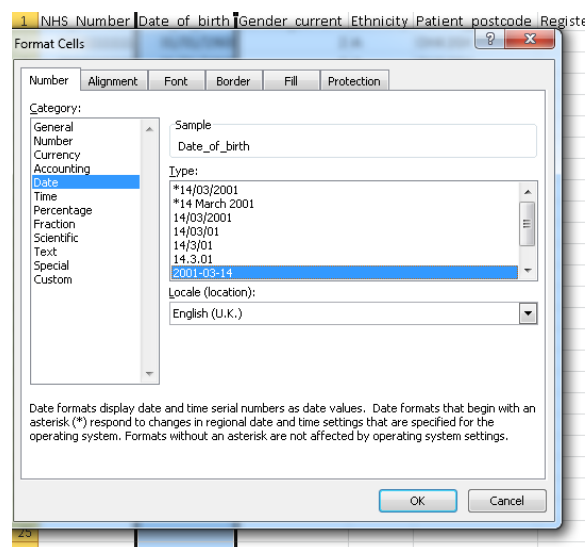 1 NHS Number Date of birth Gender current Ethnicity Patient postcode Registe
Format Cells
Number Alignment Font Border Fill Protection
Category:
General
Number
Currency
Accounting
Date
Time
Percentage
Fraction
Scientific
Text
Special
Custom
Sample
Date_of_birth
Type:
*14/03/2001
*14 March 2001
14/03/2001
14/03/01
14/3/01
14.3.01
2001-03-14
Locale (location):
English (U.K.)
Date formats display date and time serial numbers as date values. Date formats that begin with an
asterisk (*) respond to changes in regional date and time settings that are specified for the
operating system. Formats without an asterisk are not affected by operating system settings.
OK Cancel
25